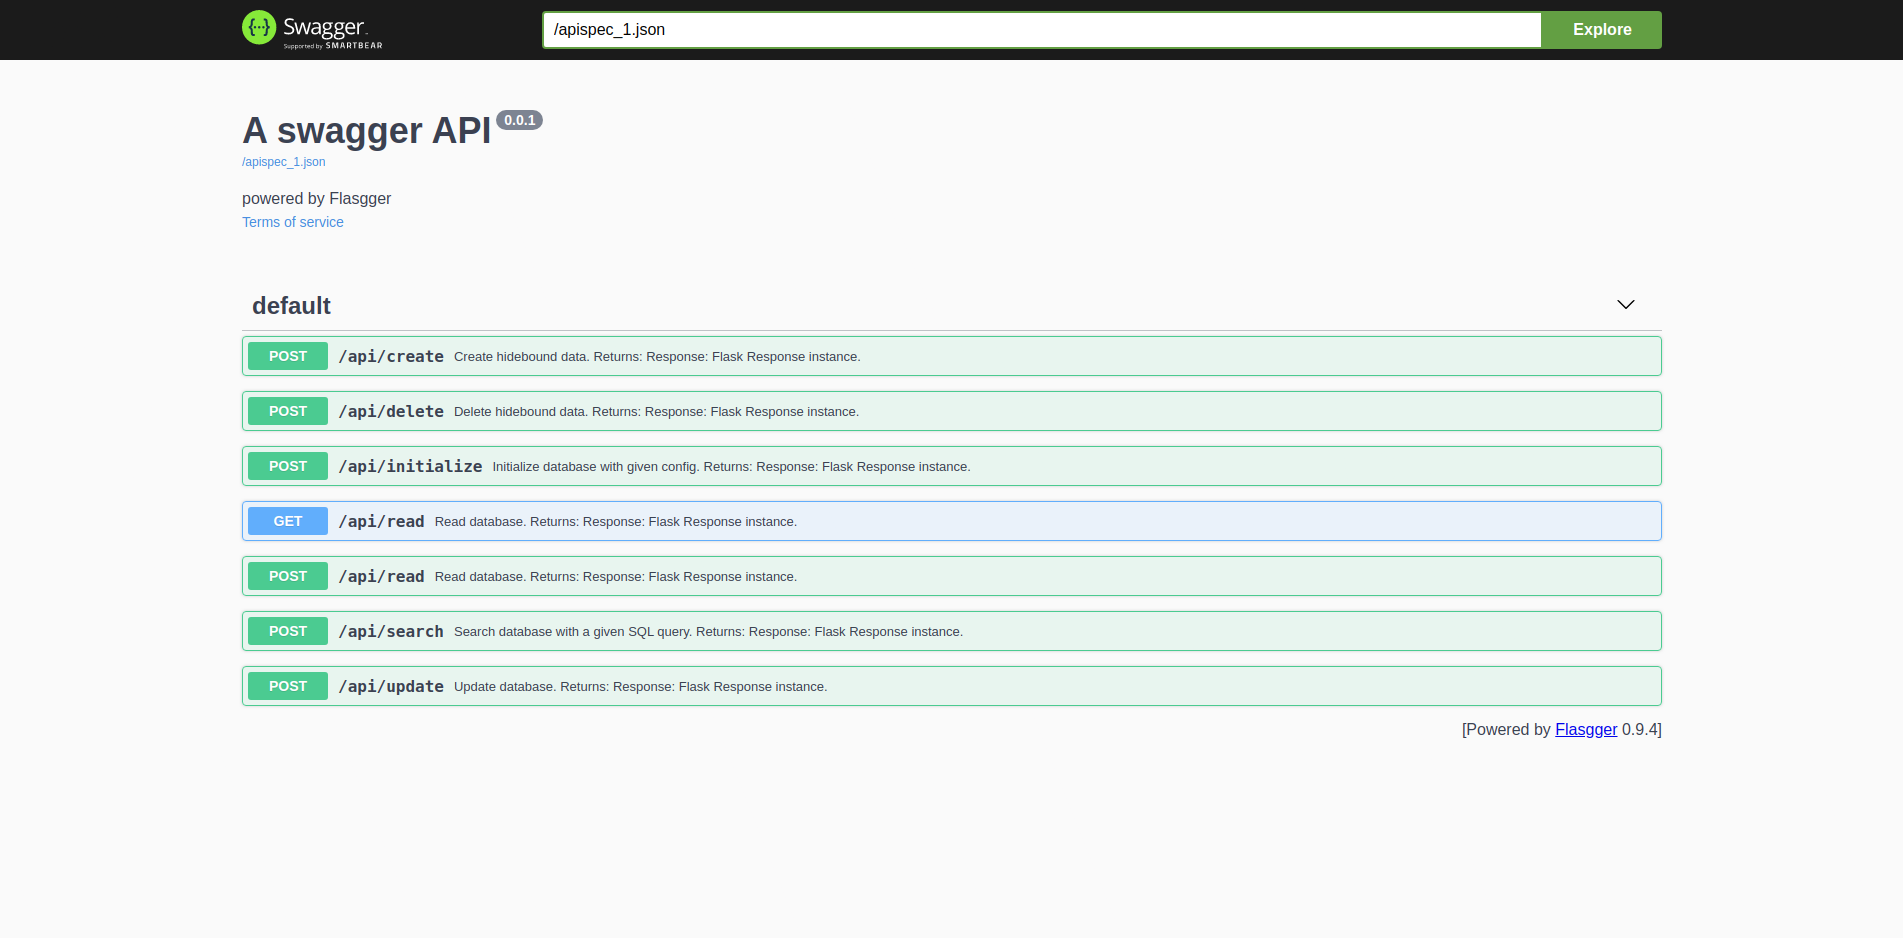 Swagger
Supported by SMARTBEAR
/apispec_1.json
Explore
A swagger API 0.0.1
/apispec_1.json
powered by Flasgger
Terms of service
default
POST /api/create Create hidebound data. Returns: Response: Flask Response instance.
POST /api/delete Delete hidebound data. Returns: Response: Flask Response instance.
POST /api/initialize Initialize database with given config. Returns: Response: Flask Response instance.
GET /api/read Read database. Returns: Response: Flask Response instance.
POST /api/read Read database. Returns: Response: Flask Response instance.
POST /api/search Search database with a given SQL query. Returns: Response: Flask Response instance.
POST /api/update Update database. Returns: Response: Flask Response instance.
[Powered by Flasgger 0.9.4]